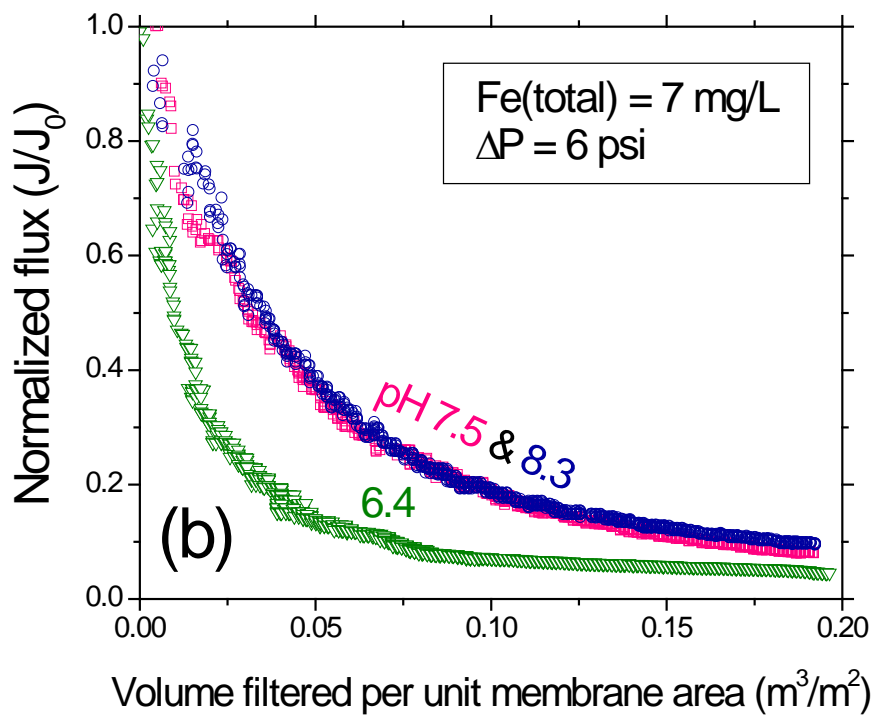 Normalized flux (J/J₀)
1.0
0.8
0.6
0.4
0.2
0.0
Fe(total) = 7 mg/L
ΔP = 6 psi
pH 7.5 & 8.3
6.4
(b)
0.00 0.05 0.10 0.15 0.20
Volume filtered per unit membrane area (m³/m²)